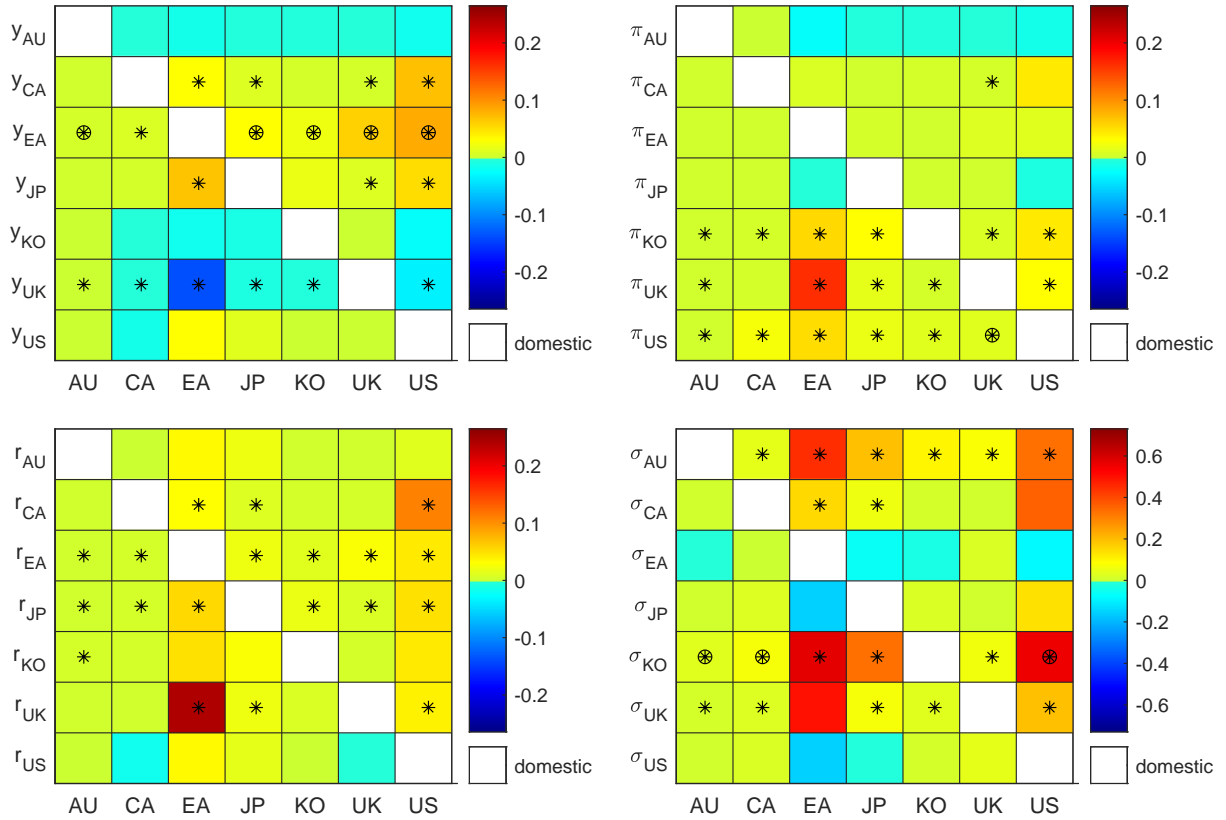 y_AU
y_CA
y_EA
y_JP
y_KO
y_UK
y_US
AU CA EA JP KO UK US
0.2
0.1
0
-0.1
-0.2
domestic
π_AU
π_CA
π_EA
π_JP
π_KO
π_UK
π_US
AU CA EA JP KO UK US
0.2
0.1
0
-0.1
-0.2
domestic
r_AU
r_CA
r_EA
r_JP
r_KO
r_UK
r_US
AU CA EA JP KO UK US
0.2
0.1
0
-0.1
-0.2
domestic
σ_AU
σ_CA
σ_EA
σ_JP
σ_KO
σ_UK
σ_US
AU CA EA JP KO UK US
0.6
0.4
0.2
0
-0.2
-0.4
-0.6
domestic